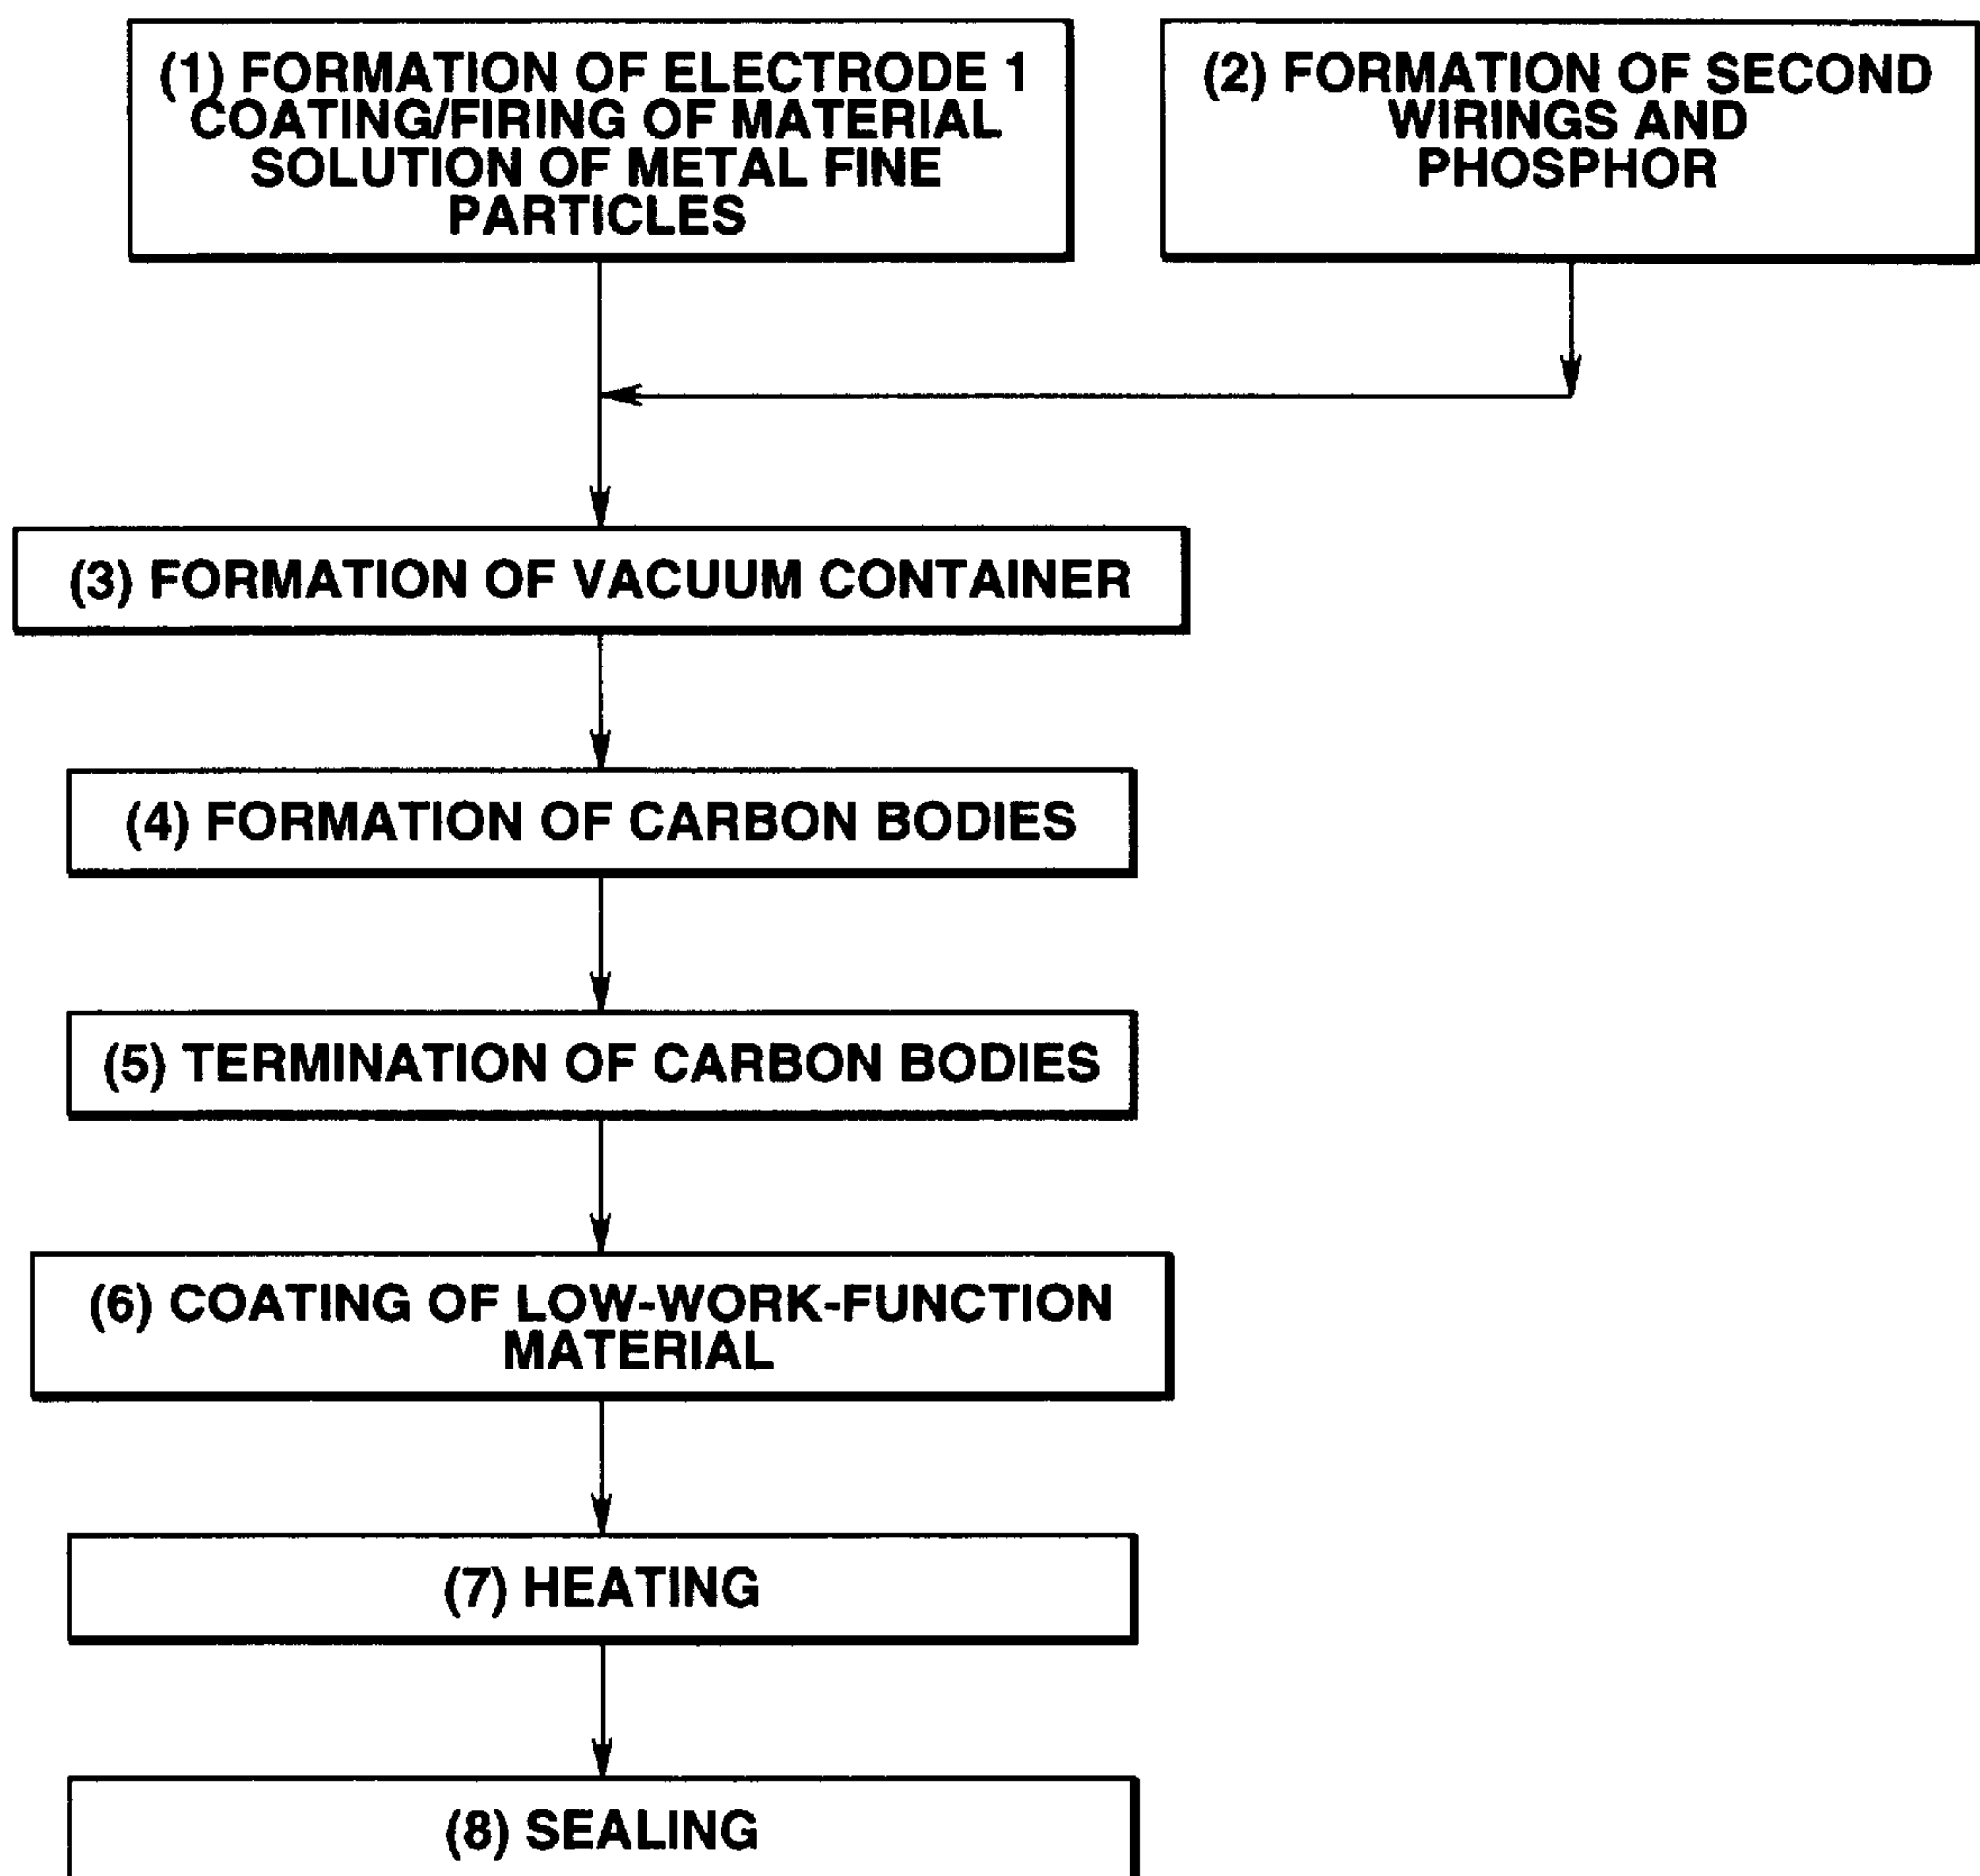 (1) FORMATION OF ELECTRODE 1
COATING/FIRING OF MATERIAL
SOLUTION OF METAL FINE
PARTICLES
(2) FORMATION OF SECOND
WIRINGS AND
PHOSPHOR
(3) FORMATION OF VACUUM CONTAINER
(4) FORMATION OF CARBON BODIES
(5) TERMINATION OF CARBON BODIES
(6) COATING OF LOW-WORK-FUNCTION
MATERIAL
(7) HEATING
(8) SEALING